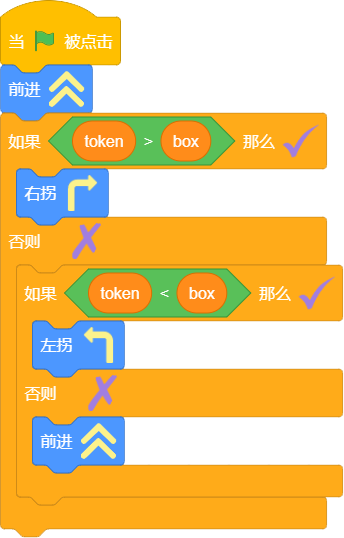 当 被点击
前进
如果 token > box 那么
右拐
否则
如果 token < box 那么
左拐
否则
前进